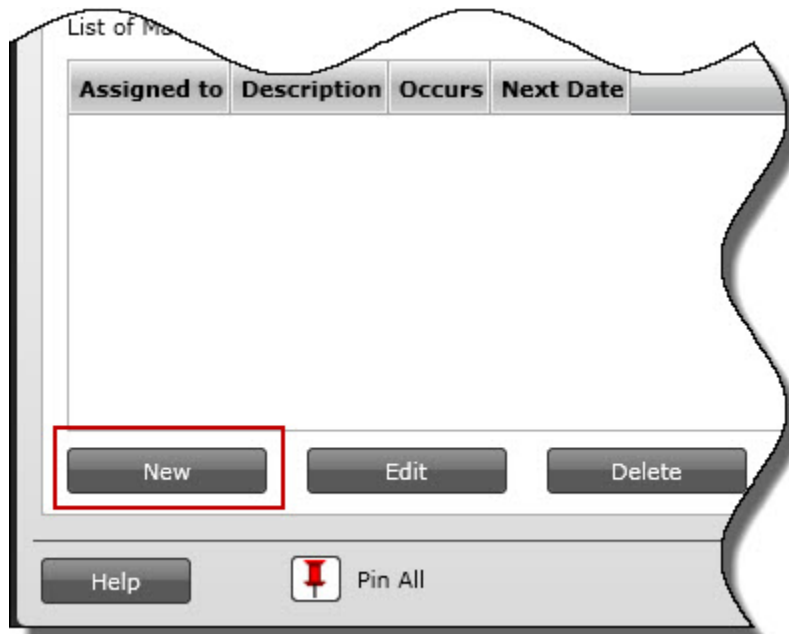 List of
Assigned to Description Occurs Next Date
New Edit Delete
Help Pin All